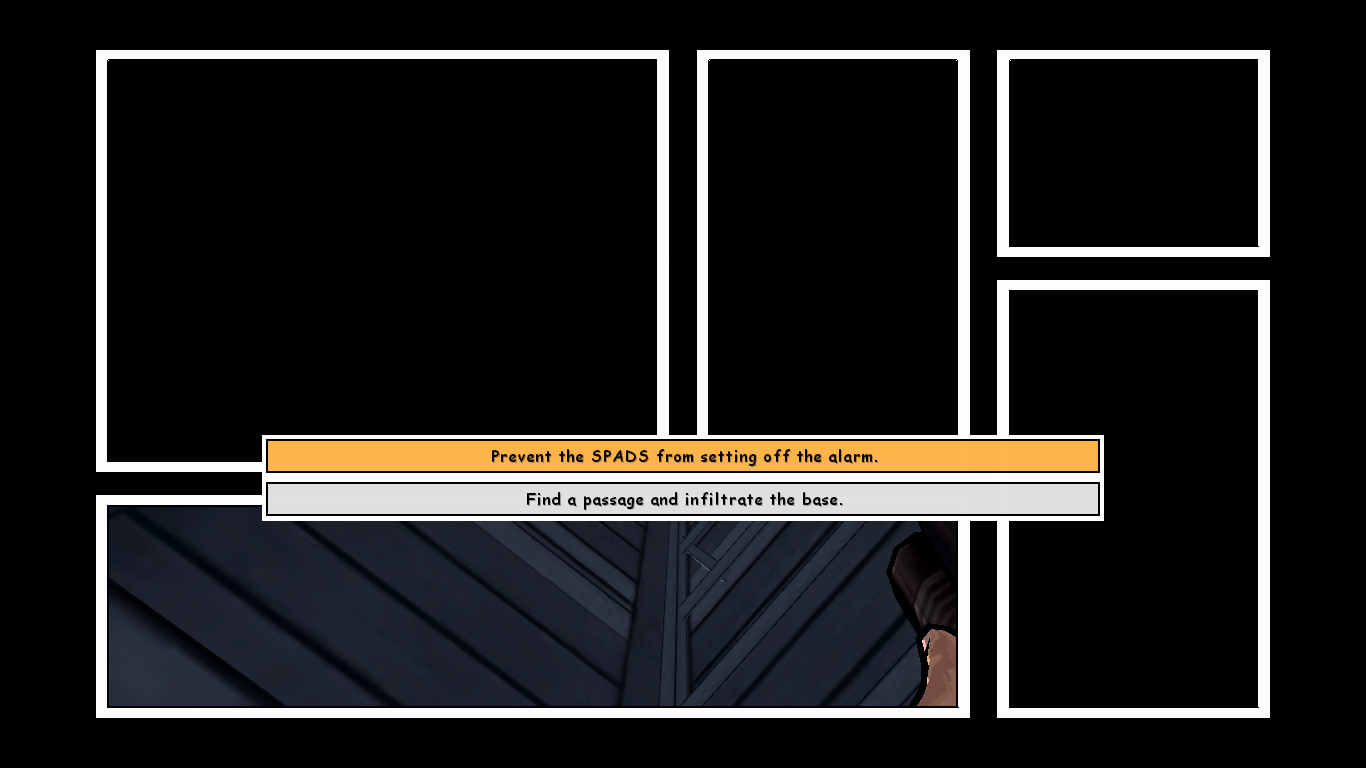 Prevent the SPADS from setting off the alarm.
Find a passage and infiltrate the base.